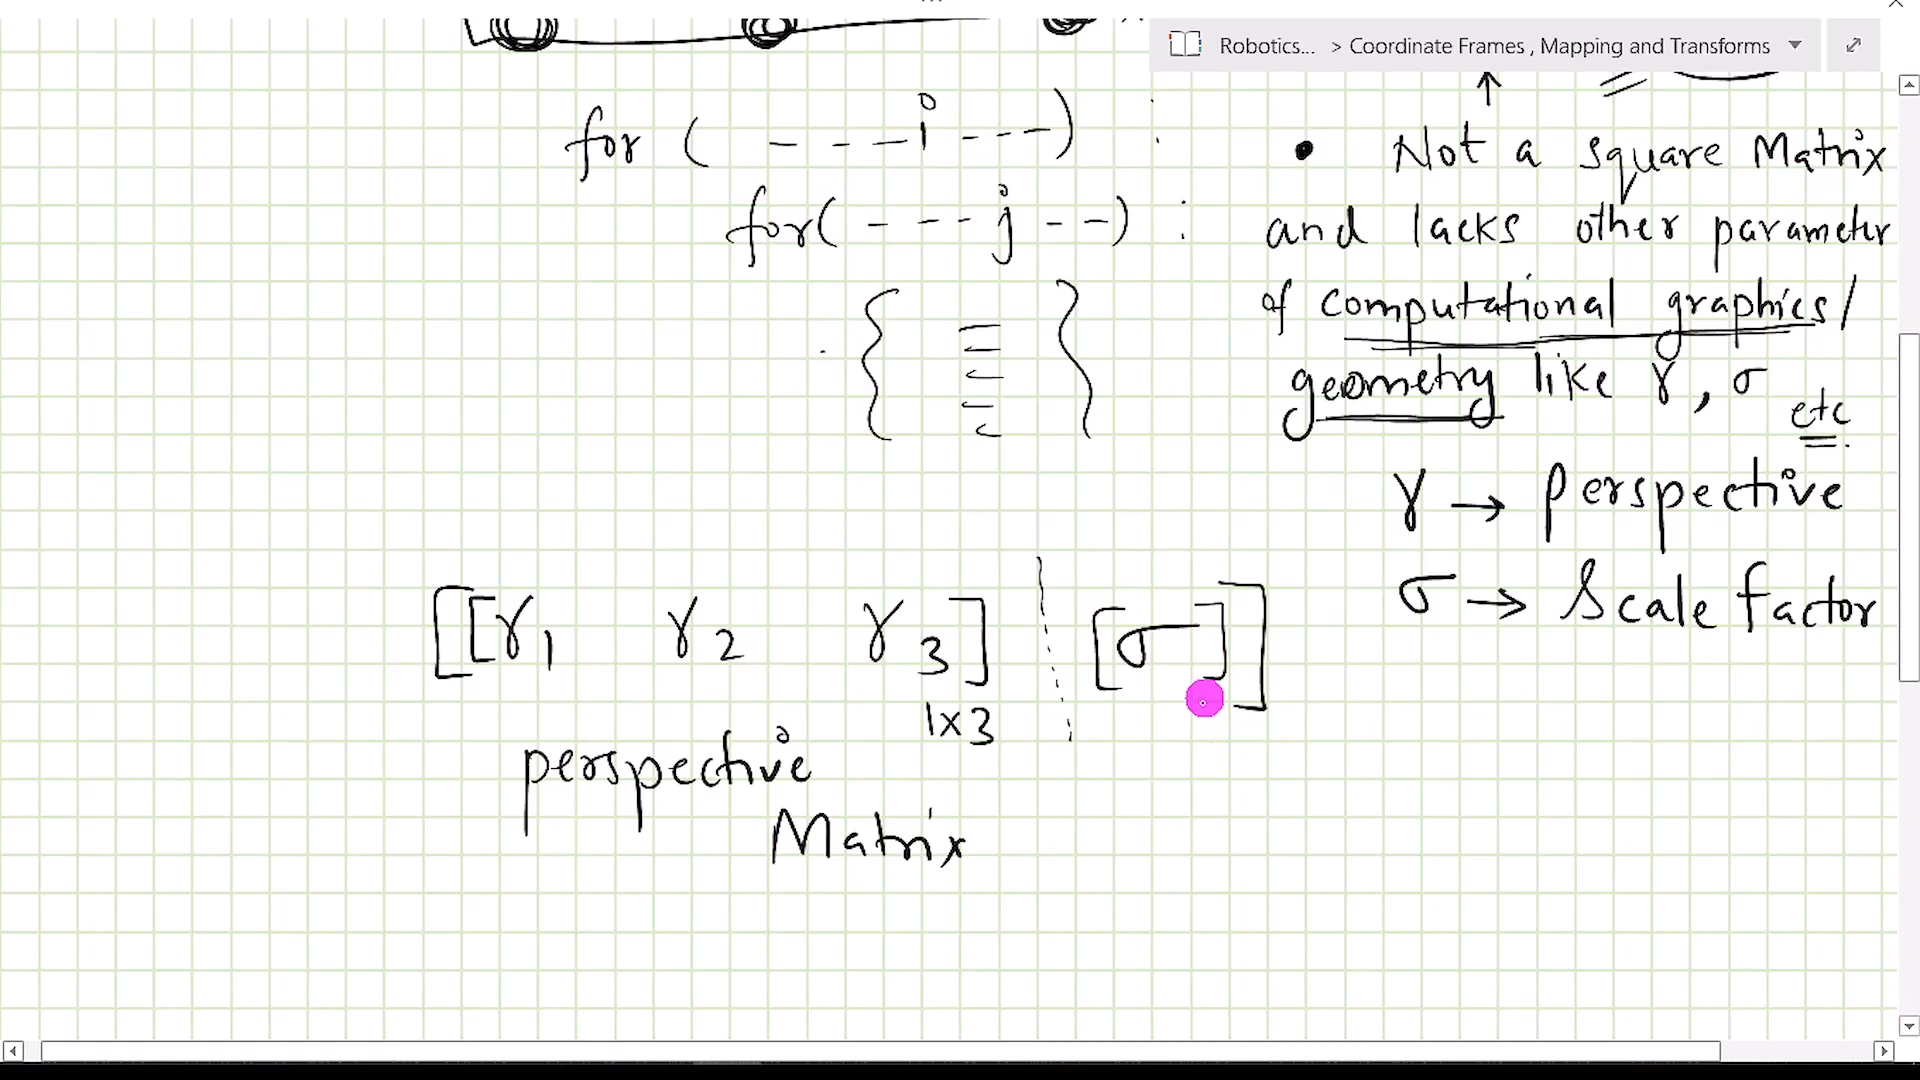 Robotics... > Coordinate Frames , Mapping and Transforms
for ( - - - i - - - ) :
for( - - - j - - ) :
{ }
• Not a square Matrix
and lacks other parameter
of computational graphics /
geometry like γ , σ
etc
γ → perspective
σ → Scale factor
[[γ1 γ2 γ3] [σ]]
1x3
perspective
Matrix